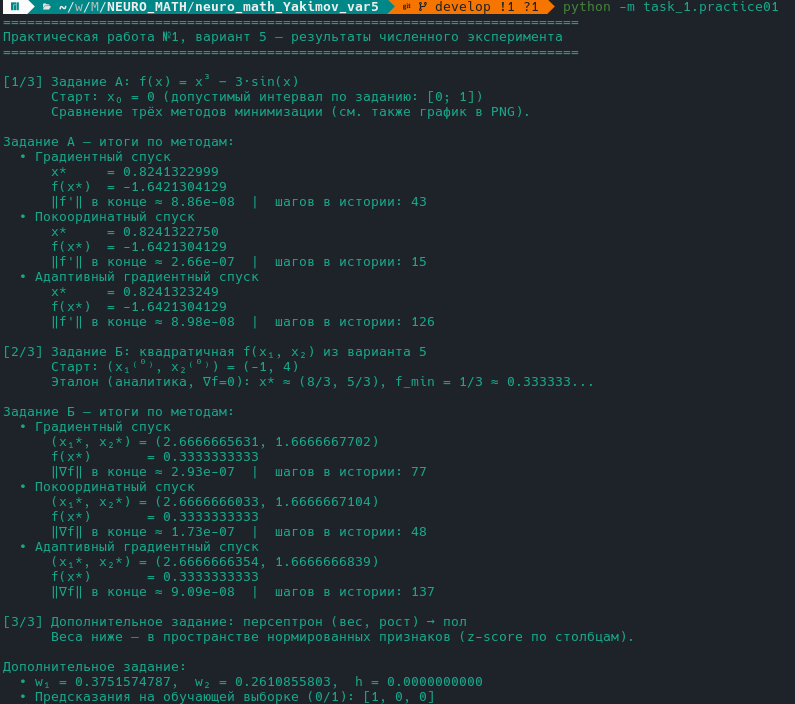 ~/w/M/NEURO_MATH/neuro_math_Yakimov_var5 develop !1 ?1 python -m task_1.practice01
========================================================================
Практическая работа №1, вариант 5 — результаты численного эксперимента
========================================================================
[1/3] Задание А: f(x) = x³ − 3·sin(x)
Старт: x₀ = 0 (допустимый интервал по заданию: [0; 1])
Сравнение трёх методов минимизации (см. также график в PNG).
Задание А — итоги по методам:
• Градиентный спуск
x* = 0.8241322999
f(x*) = -1.6421304129
‖f'‖ в конце ≈ 8.86e-08 | шагов в истории: 43
• Покоординатный спуск
x* = 0.8241322750
f(x*) = -1.6421304129
‖f'‖ в конце ≈ 2.66e-07 | шагов в истории: 15
• Адаптивный градиентный спуск
x* = 0.8241323249
f(x*) = -1.6421304129
‖f'‖ в конце ≈ 8.98e-08 | шагов в истории: 126
[2/3] Задание Б: квадратичная f(x₁, x₂) из варианта 5
Старт: (x₁⁽⁰⁾, x₂⁽⁰⁾) = (-1, 4)
Эталон (аналитика, ∇f=0): x* ≈ (8/3, 5/3), f_min = 1/3 ≈ 0.333333...
Задание Б — итоги по методам:
• Градиентный спуск
(x₁*, x₂*) = (2.6666665631, 1.6666667702)
f(x*) = 0.3333333333
‖∇f‖ в конце ≈ 2.93e-07 | шагов в истории: 77
• Покоординатный спуск
(x₁*, x₂*) = (2.6666666033, 1.6666667104)
f(x*) = 0.3333333333
‖∇f‖ в конце ≈ 1.73e-07 | шагов в истории: 48
• Адаптивный градиентный спуск
(x₁*, x₂*) = (2.6666666354, 1.6666666839)
f(x*) = 0.3333333333
‖∇f‖ в конце ≈ 9.09e-08 | шагов в истории: 137
[3/3] Дополнительное задание: персептрон (вес, рост) → пол
Веса ниже — в пространстве нормированных признаков (z-score по столбцам).
Дополнительное задание:
• w₁ = 0.3751574787, w₂ = 0.2610855803, h = 0.0000000000
• Предсказания на обучающей выборке (0/1): [1, 0, 0]